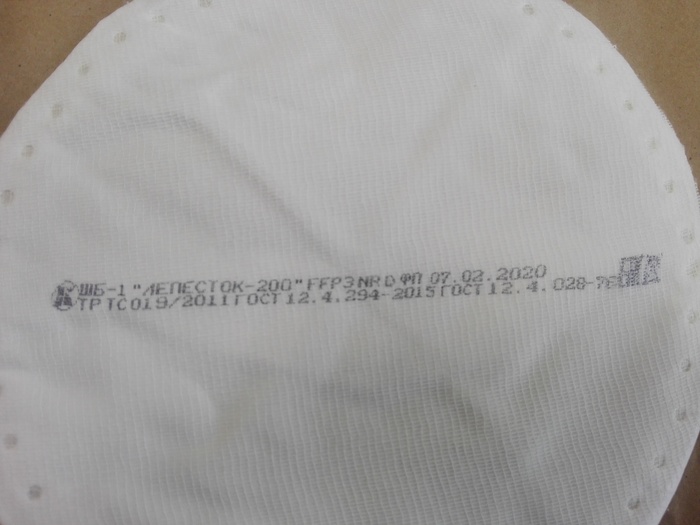 ШБ-1 "ЛЕПЕСТОК-200" FFP3 NR D ФП 07.02.2020
ТР ТС 019/2011 ГОСТ 12.4.294-2015 ГОСТ 12.4.028-76